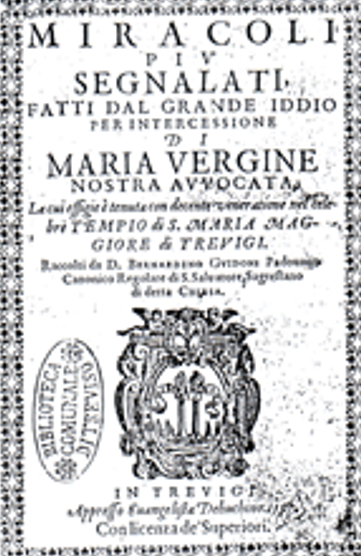 MIRACOLI
PIV
SEGNALATI,
FATTI DAL GRANDE IDDIO
PER INTERCESSIONE
DI
MARIA VERGINE
NOSTRA AVVOCATA,
La cui effigie è tenuta con decente veneratione nel cele-
bre TEMPIO di S. MARIA MAG-
GIORE di TREVIGI.
Raccolti da D. BERNARDINO GVIDONI Padouano
Canonico Regolare di S. Saluatore, Sagrestano
di detta CHIESA.
BIBLIOTECA
COMUNALE
DI TREVISO
IN TREVIGI,
Appresso Euangelista Deuchino
Con licenza de' Superiori.